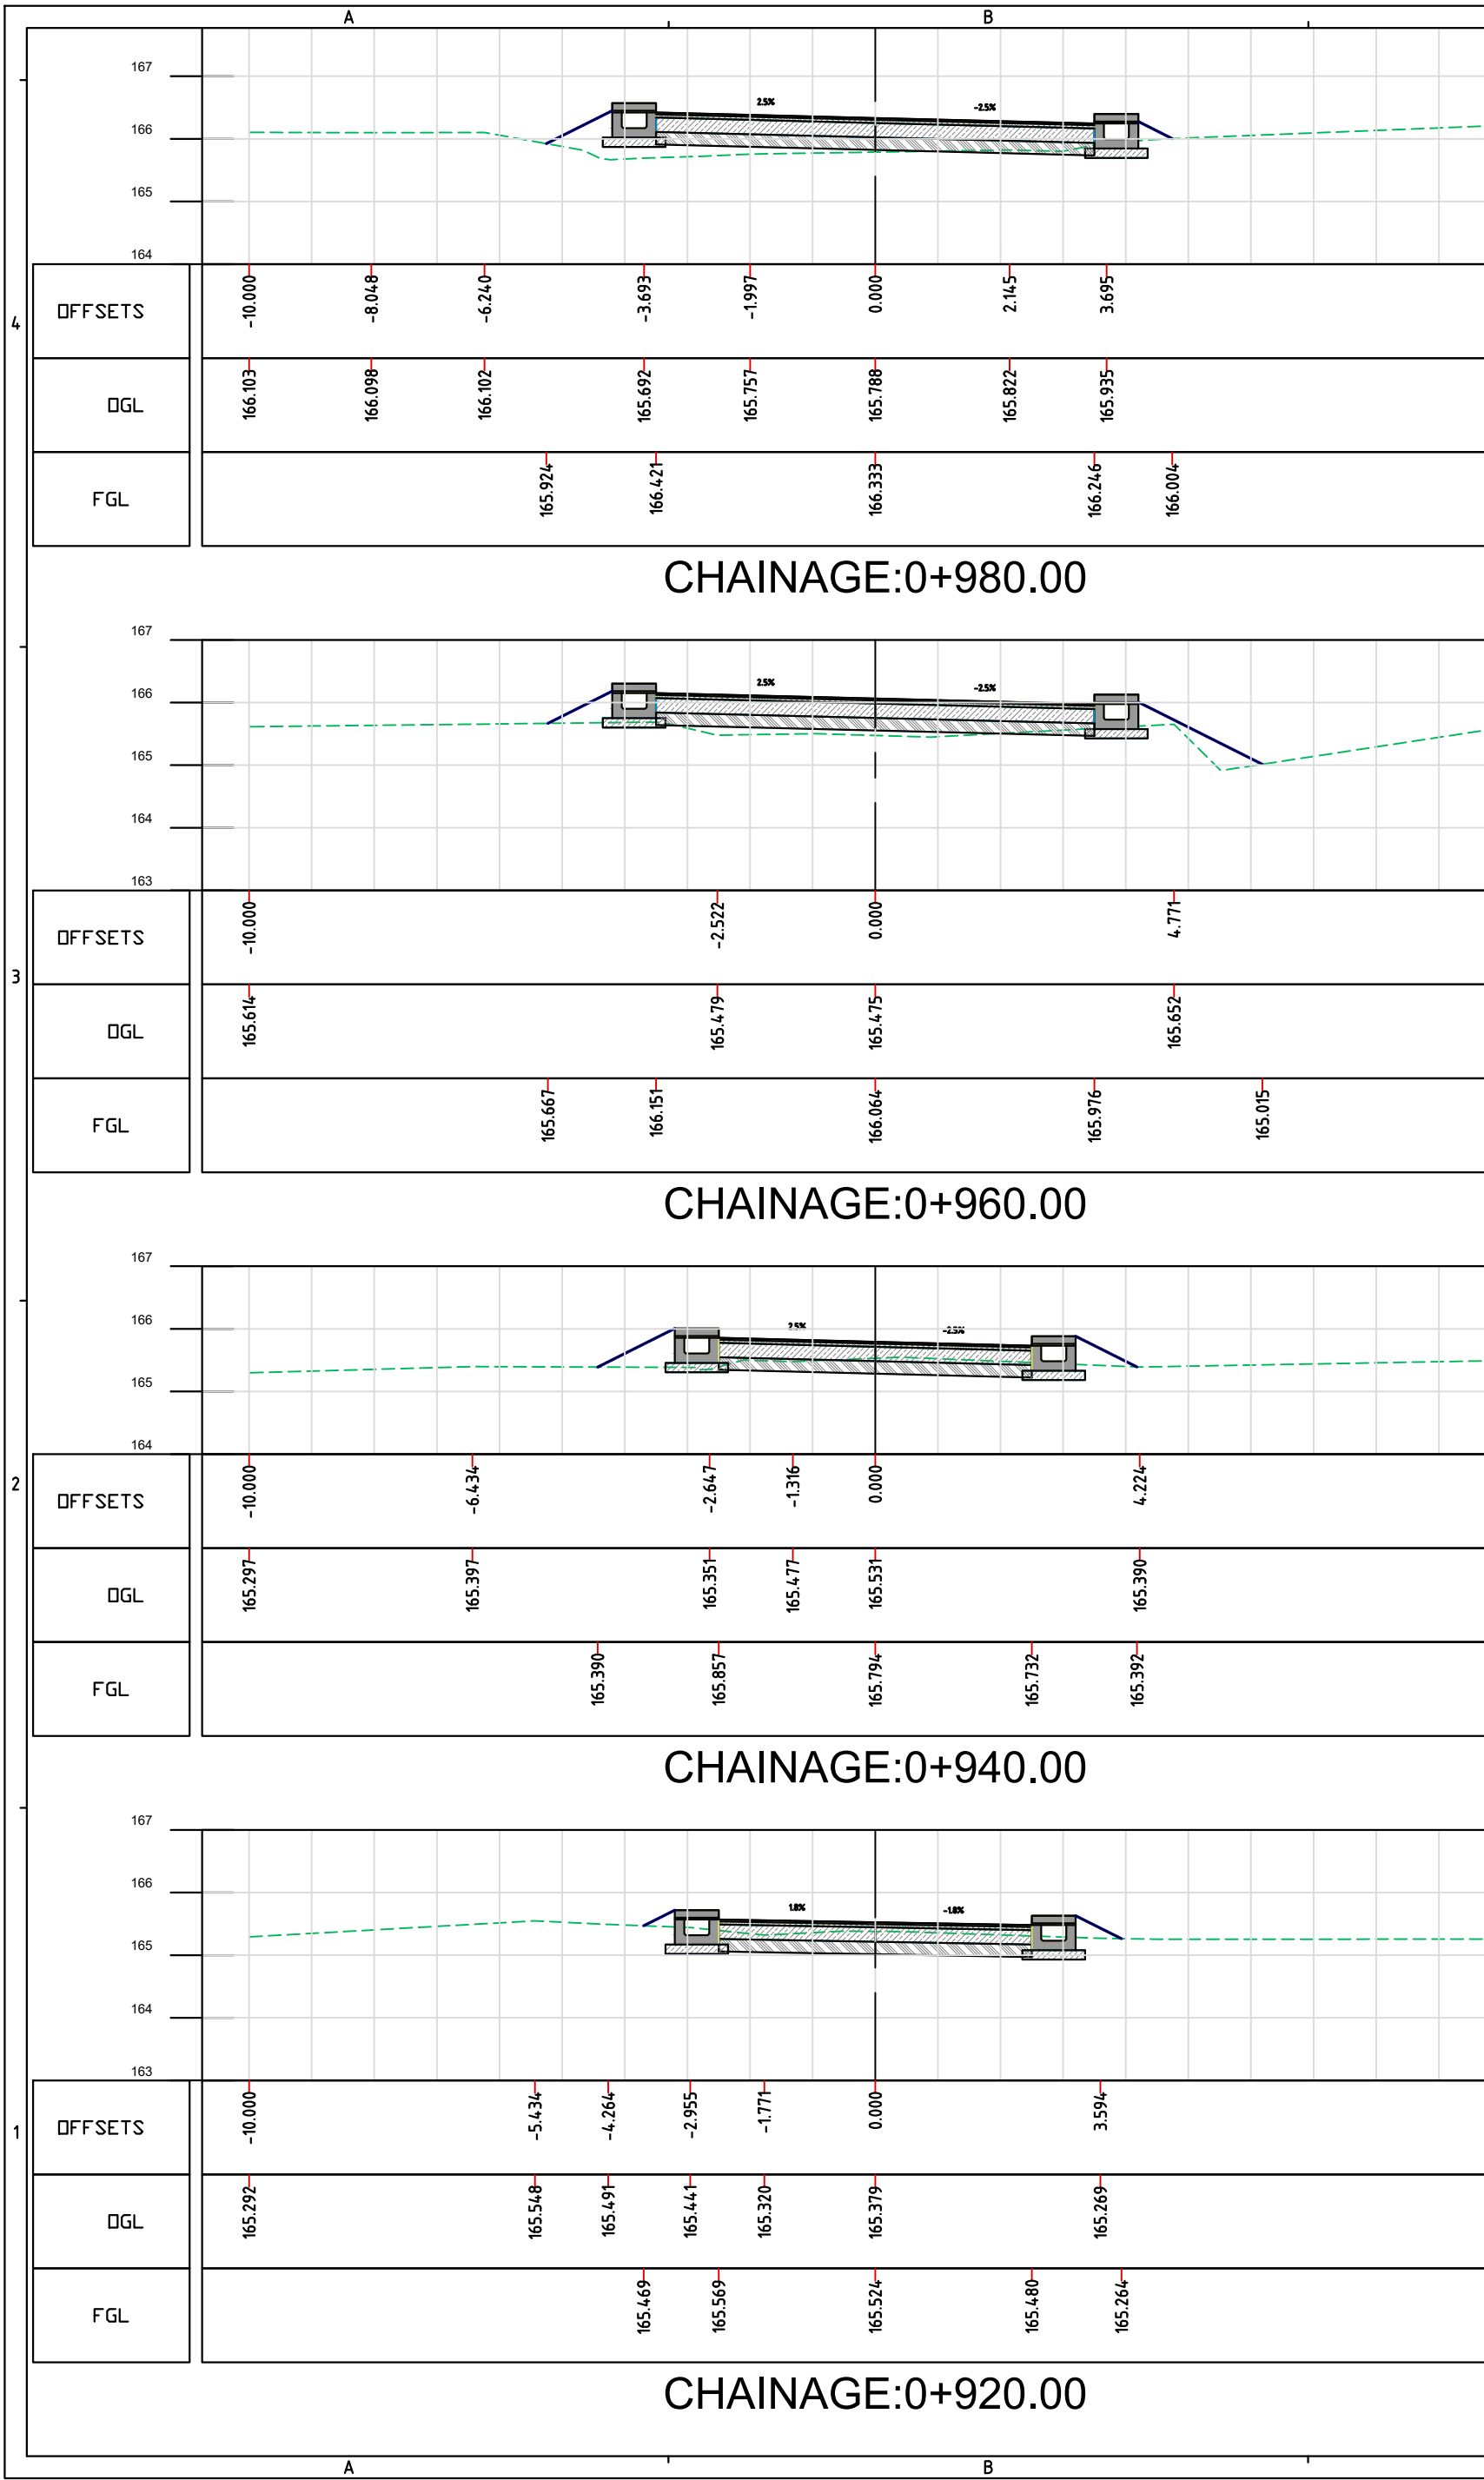 A B
167
2.5% -2.5%
166
165
164
4
OFFSETS -10.000 -8.048 -6.240 -3.693 -1.997 0.000 2.145 3.695
OGL 166.103 166.098 166.102 165.692 165.757 165.788 165.822 165.935
FGL 165.924 166.421 166.333 166.246 166.004
CHAINAGE:0+980.00
167
2.5% -2.5%
166
165
164
163
3
OFFSETS -10.000 -2.522 0.000 4.771
OGL 165.614 165.479 165.475 165.652
FGL 165.667 166.151 166.064 165.976 165.015
CHAINAGE:0+960.00
167
2.5% -2.5%
166
165
164
2
OFFSETS -10.000 -6.434 -2.647 -1.316 0.000 4.224
OGL 165.297 165.397 165.351 165.477 165.531 165.390
FGL 165.390 165.857 165.794 165.732 165.392
CHAINAGE:0+940.00
167
166
1.8% -1.8%
165
164
163
1
OFFSETS -10.000 -5.434 -4.264 -2.955 -1.771 0.000 3.594
OGL 165.292 165.548 165.491 165.441 165.320 165.379 165.269
FGL 165.469 165.569 165.524 165.480 165.264
CHAINAGE:0+920.00
A B